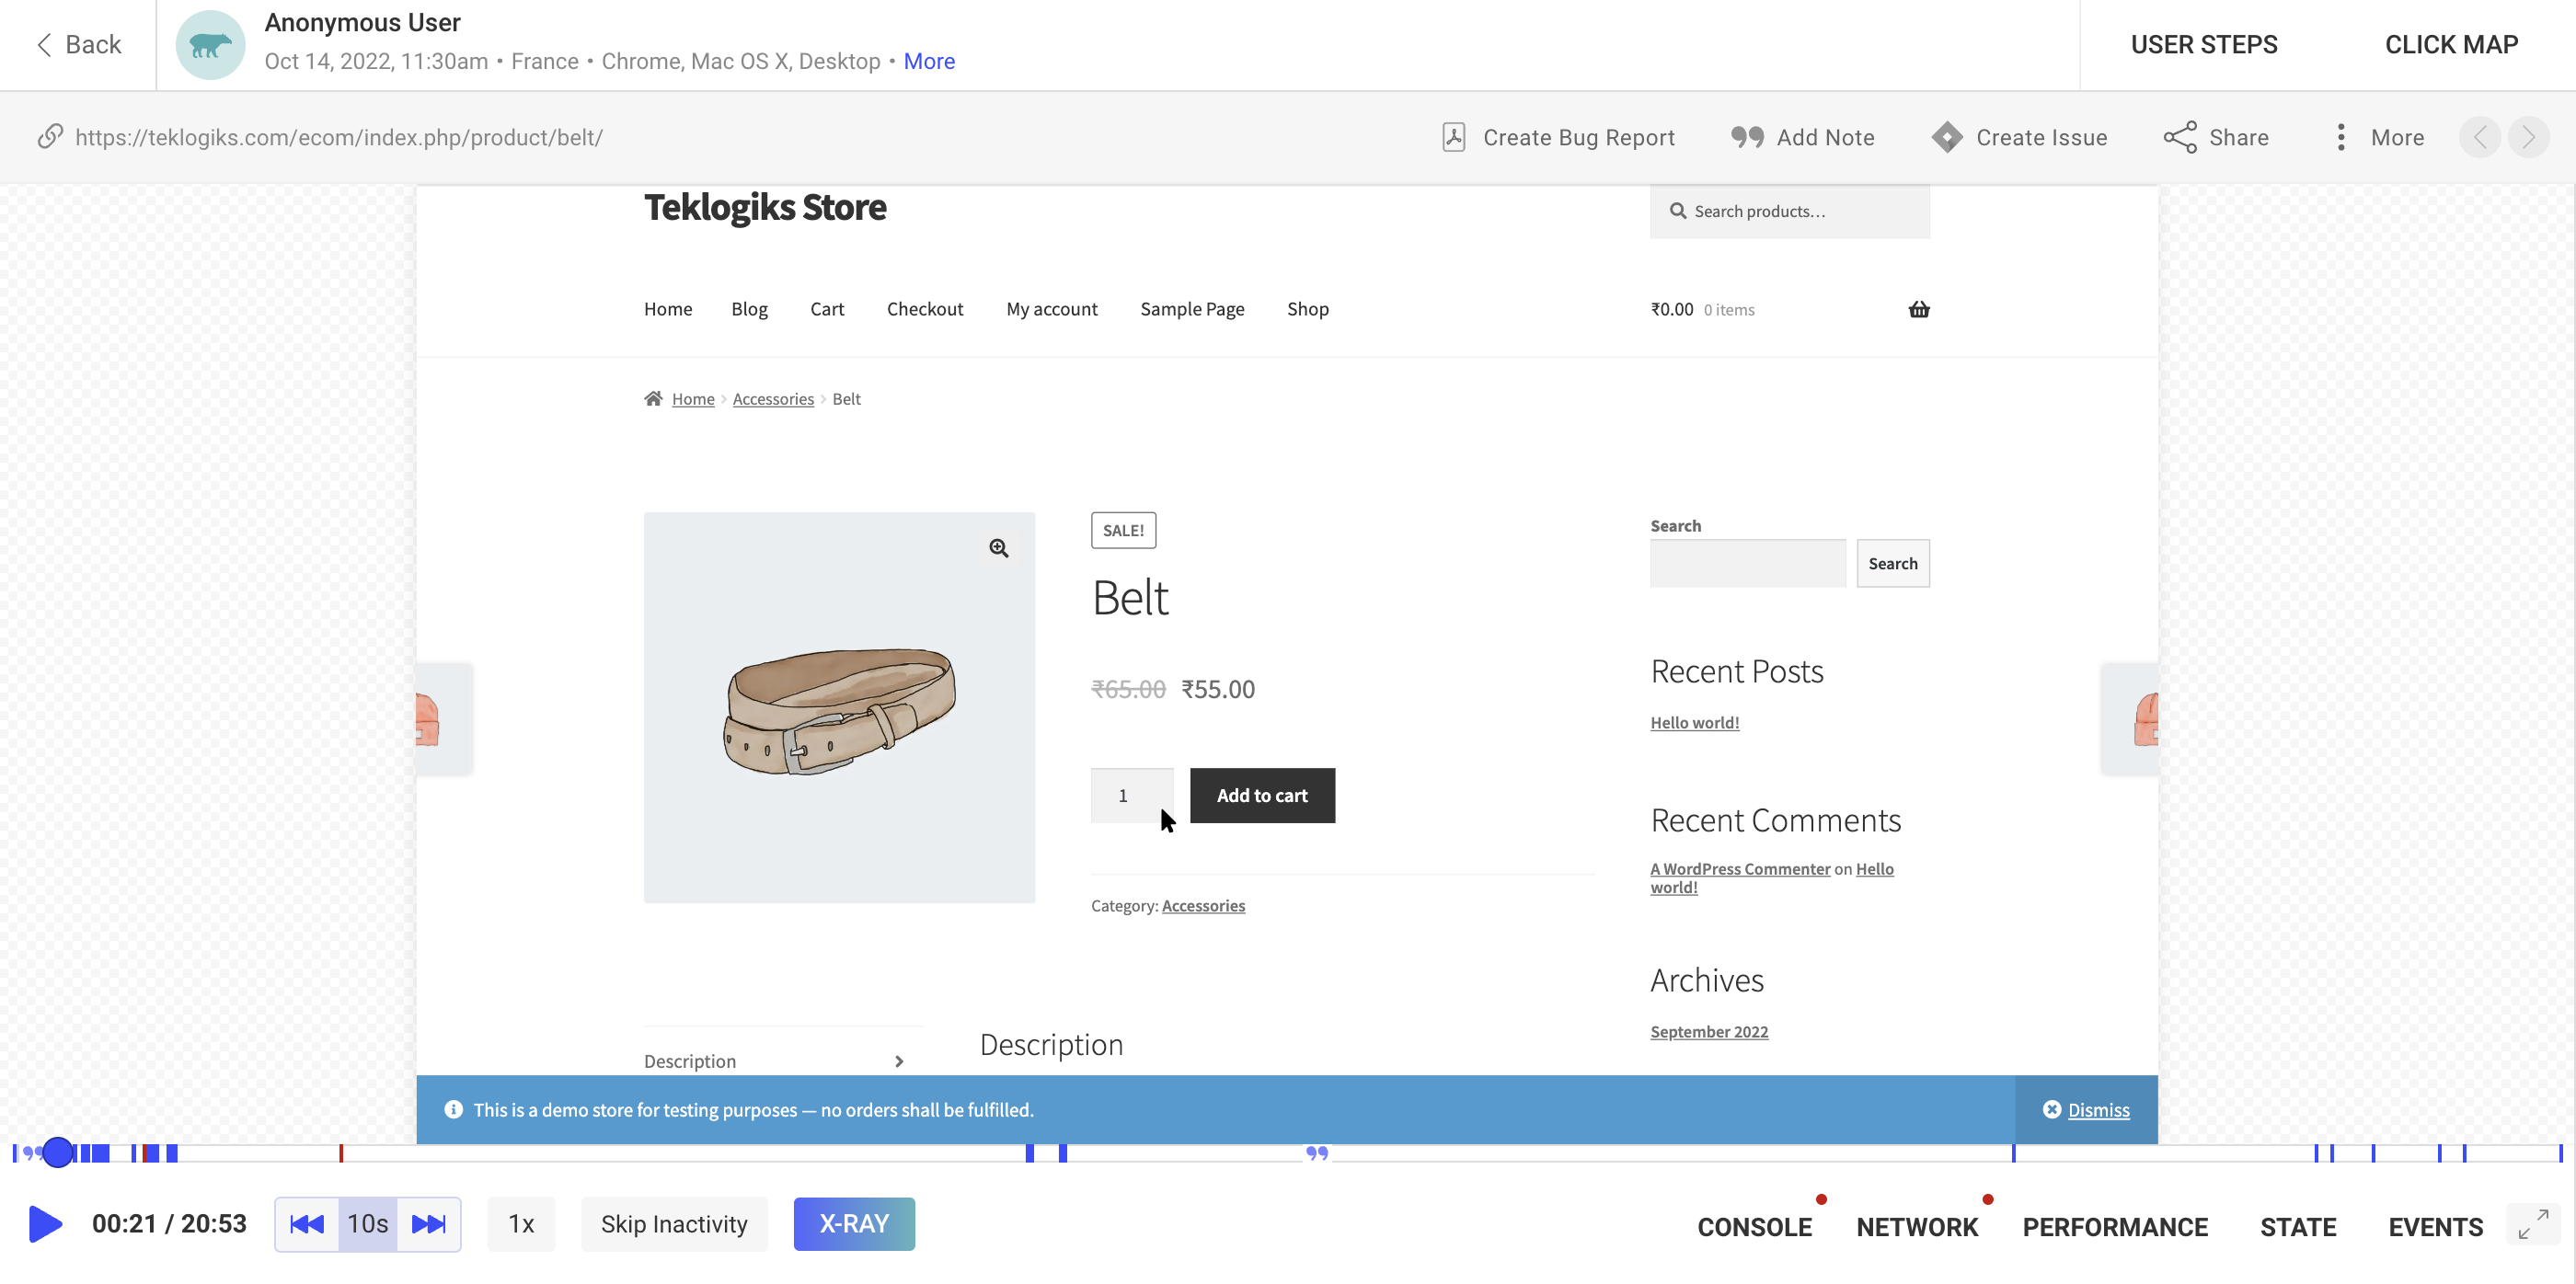 Back
Anonymous User
Oct 14, 2022, 11:30am • France • Chrome, Mac OS X, Desktop • More
USER STEPS
CLICK MAP
https://teklogiks.com/ecom/index.php/product/belt/
Create Bug Report
Add Note
Create Issue
Share
More
Teklogiks Store
Search products…
Home Blog Cart Checkout My account Sample Page Shop
₹0.00 0 items
Home › Accessories › Belt
SALE!
Belt
₹65.00 ₹55.00
1
Add to cart
Category: Accessories
Search
Search
Recent Posts
Hello world!
Recent Comments
A WordPress Commenter on Hello
world!
Archives
September 2022
Description
Description
This is a demo store for testing purposes — no orders shall be fulfilled.
Dismiss
00:21 / 20:53
10s
1x
Skip Inactivity
X-RAY
CONSOLE
NETWORK
PERFORMANCE
STATE
EVENTS